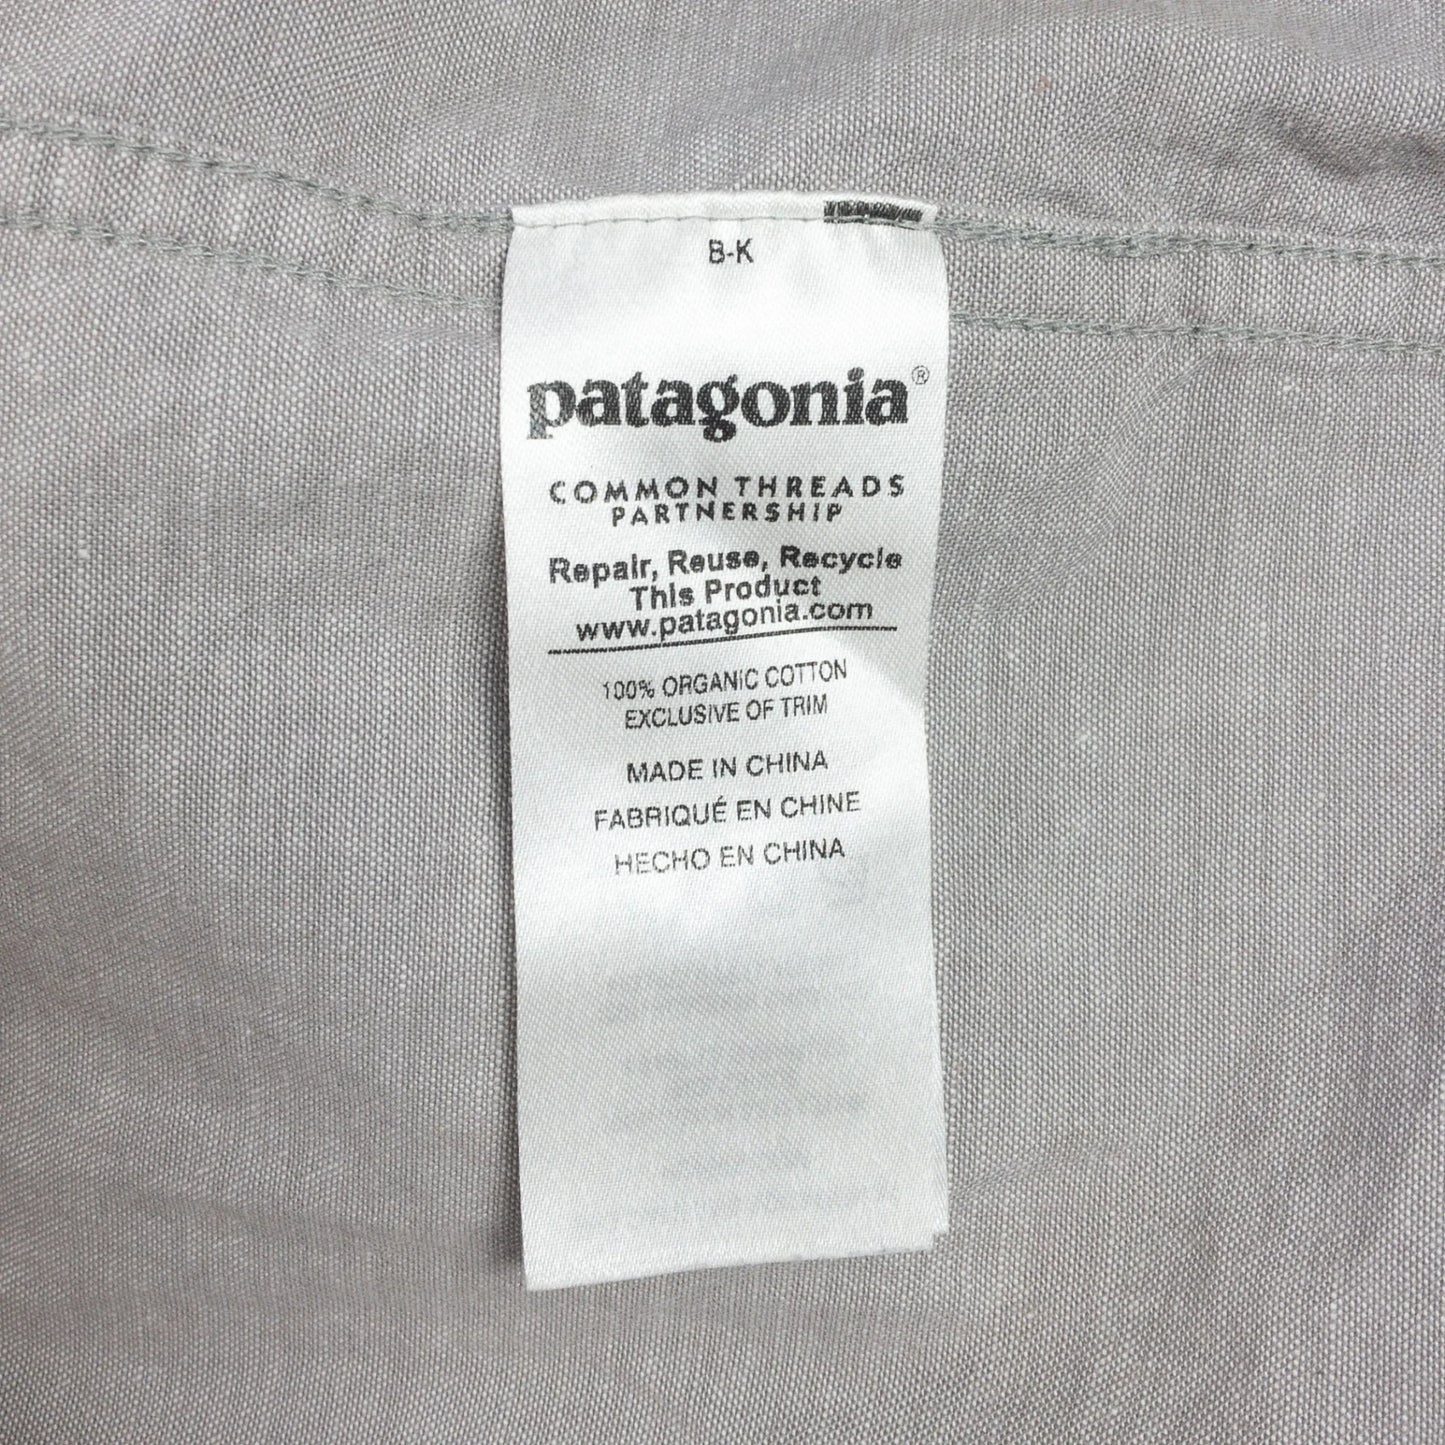 B-K
patagonia®
COMMON THREADS
PARTNERSHIP
Repair, Reuse, Recycle
This Product
www.patagonia.com
100% ORGANIC COTTON
EXCLUSIVE OF TRIM
MADE IN CHINA
FABRIQUÉ EN CHINE
HECHO EN CHINA